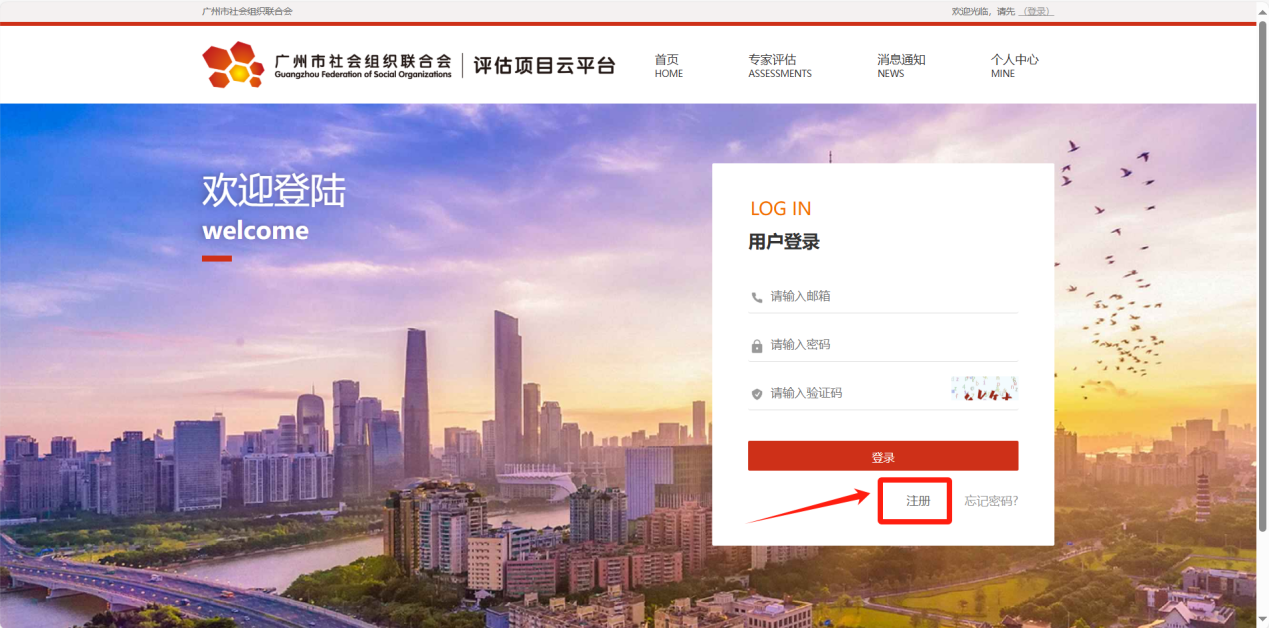 广州市社会组织联合会
欢迎光临，请先 （登录）
广州市社会组织联合会
Guangzhou Federation of Social Organizations
评估项目云平台
首页
HOME
专家评估
ASSESSMENTS
消息通知
NEWS
个人中心
MINE
欢迎登陆
welcome
LOG IN
用户登录
请输入邮箱
请输入密码
请输入验证码
登录
注册
忘记密码?